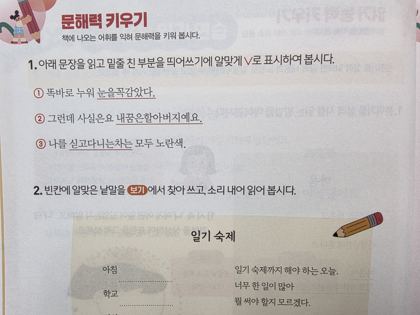 문해력 키우기
책에 나오는 어휘를 익혀 문해력을 키워 봅시다.
1. 아래 문장을 읽고 밑줄 친 부분을 띄어쓰기에 알맞게 ∨로 표시하여 봅시다.
① 똑바로 누워 눈을꼭감았다.
② 그런데 사실은요 내꿈은할아버지예요.
③ 나를 싣고다니는차는 모두 노란색.
2. 빈칸에 알맞은 낱말을 보기에서 찾아 쓰고, 소리 내어 읽어 봅시다.
일기 숙제
아침 일기 숙제까지 해야 하는 오늘.
학교 너무 한 일이 많아
뭘 써야 할지 모르겠다.